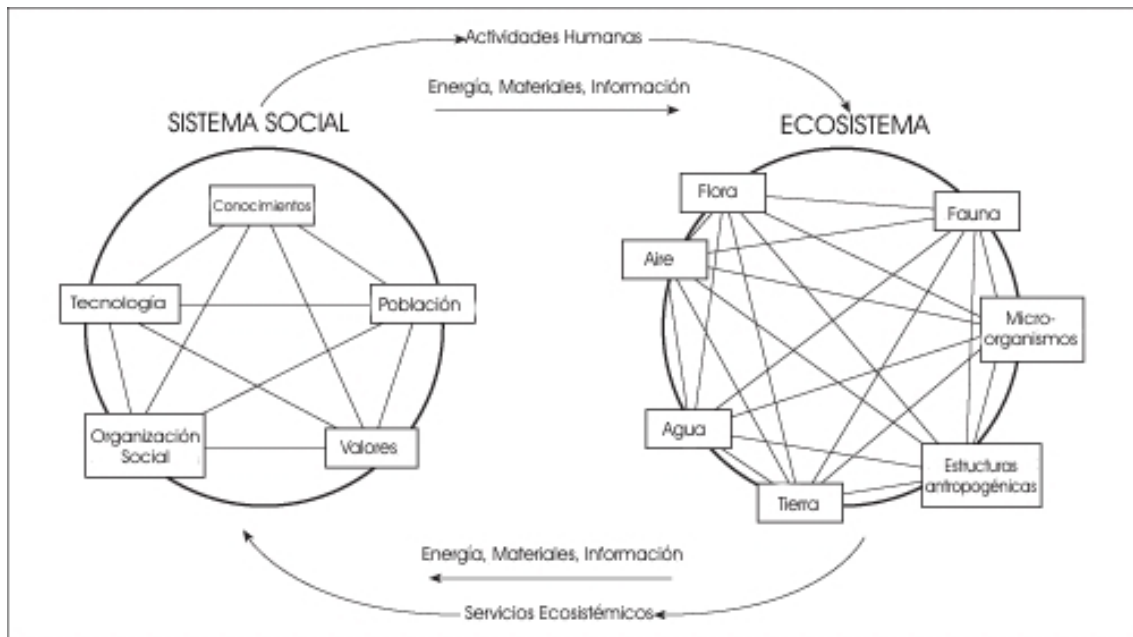 Actividades Humanas
Energía, Materiales, Información
SISTEMA SOCIAL
ECOSISTEMA
Conocimientos
Tecnología
Población
Organización
Social
Valores
Flora
Fauna
Aire
Micro-
organismos
Agua
Estructuras
antropogénicas
Tierra
Energía, Materiales, Información
Servicios Ecosistémicos